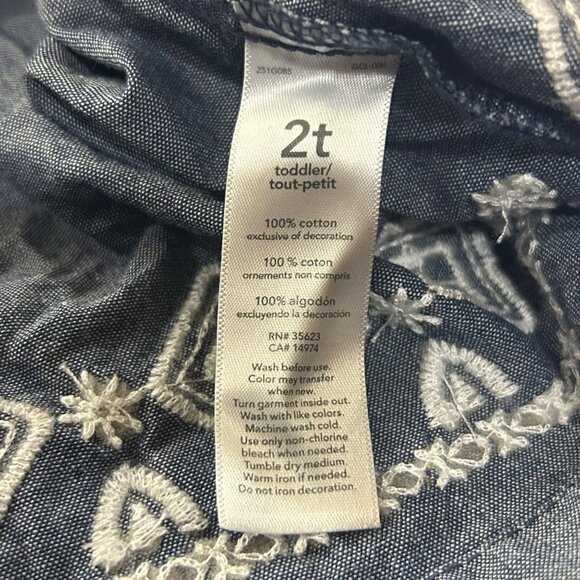 251G085
2t
toddler/
tout-petit
100% cotton
exclusive of decoration
100 % coton
ornements non compris
100% algodón
excluyendo la decoración
RN# 35623
CA# 14974
Wash before use.
Color may transfer
when new.
Turn garment inside out.
Wash with like colors.
Machine wash cold.
Use only non-chlorine
bleach when needed.
Tumble dry medium.
Warm iron if needed.
Do not iron decoration.